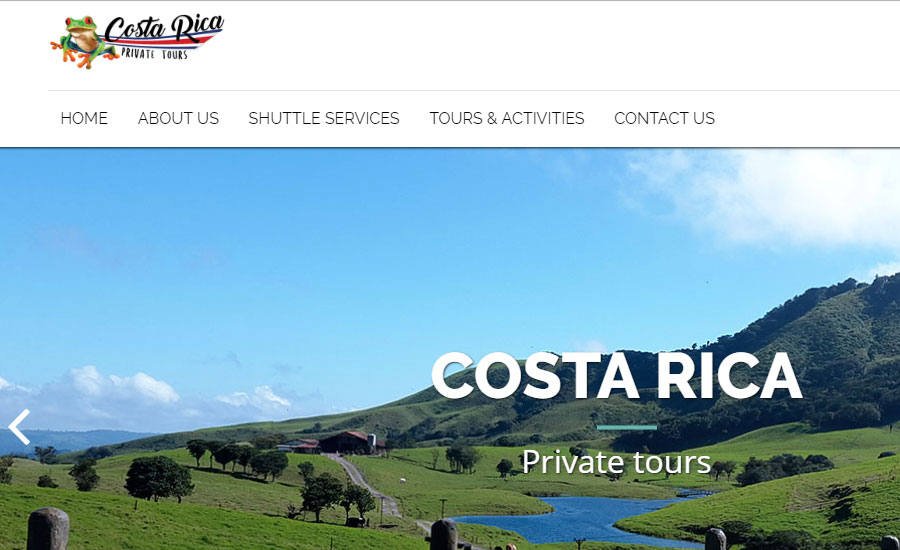 Costa Rica
PRIVATE TOURS
HOME ABOUT US SHUTTLE SERVICES TOURS & ACTIVITIES CONTACT US
COSTA RICA
Private tours